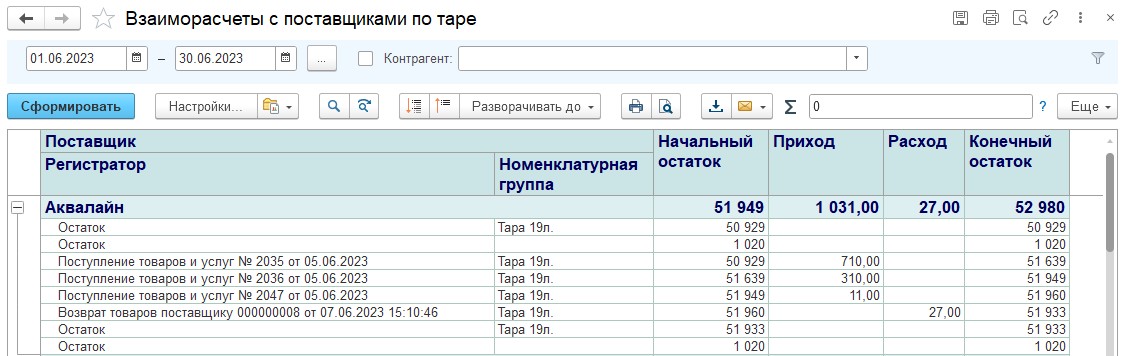 Взаиморасчеты с поставщиками по таре
01.06.2023 – 30.06.2023 ... Контрагент:
Сформировать Настройки... Разворачивать до Σ 0 ? Еще
Поставщик Начальный остаток Приход Расход Конечный остаток
Регистратор Номенклатурная группа
Аквалайн 51 949 1 031,00 27,00 52 980
Остаток Тара 19л. 50 929 50 929
Остаток 1 020 1 020
Поступление товаров и услуг № 2035 от 05.06.2023 Тара 19л. 50 929 710,00 51 639
Поступление товаров и услуг № 2036 от 05.06.2023 Тара 19л. 51 639 310,00 51 949
Поступление товаров и услуг № 2047 от 05.06.2023 Тара 19л. 51 949 11,00 51 960
Возврат товаров поставщику 000000008 от 07.06.2023 15:10:46 Тара 19л. 51 960 27,00 51 933
Остаток Тара 19л. 51 933 51 933
Остаток 1 020 1 020